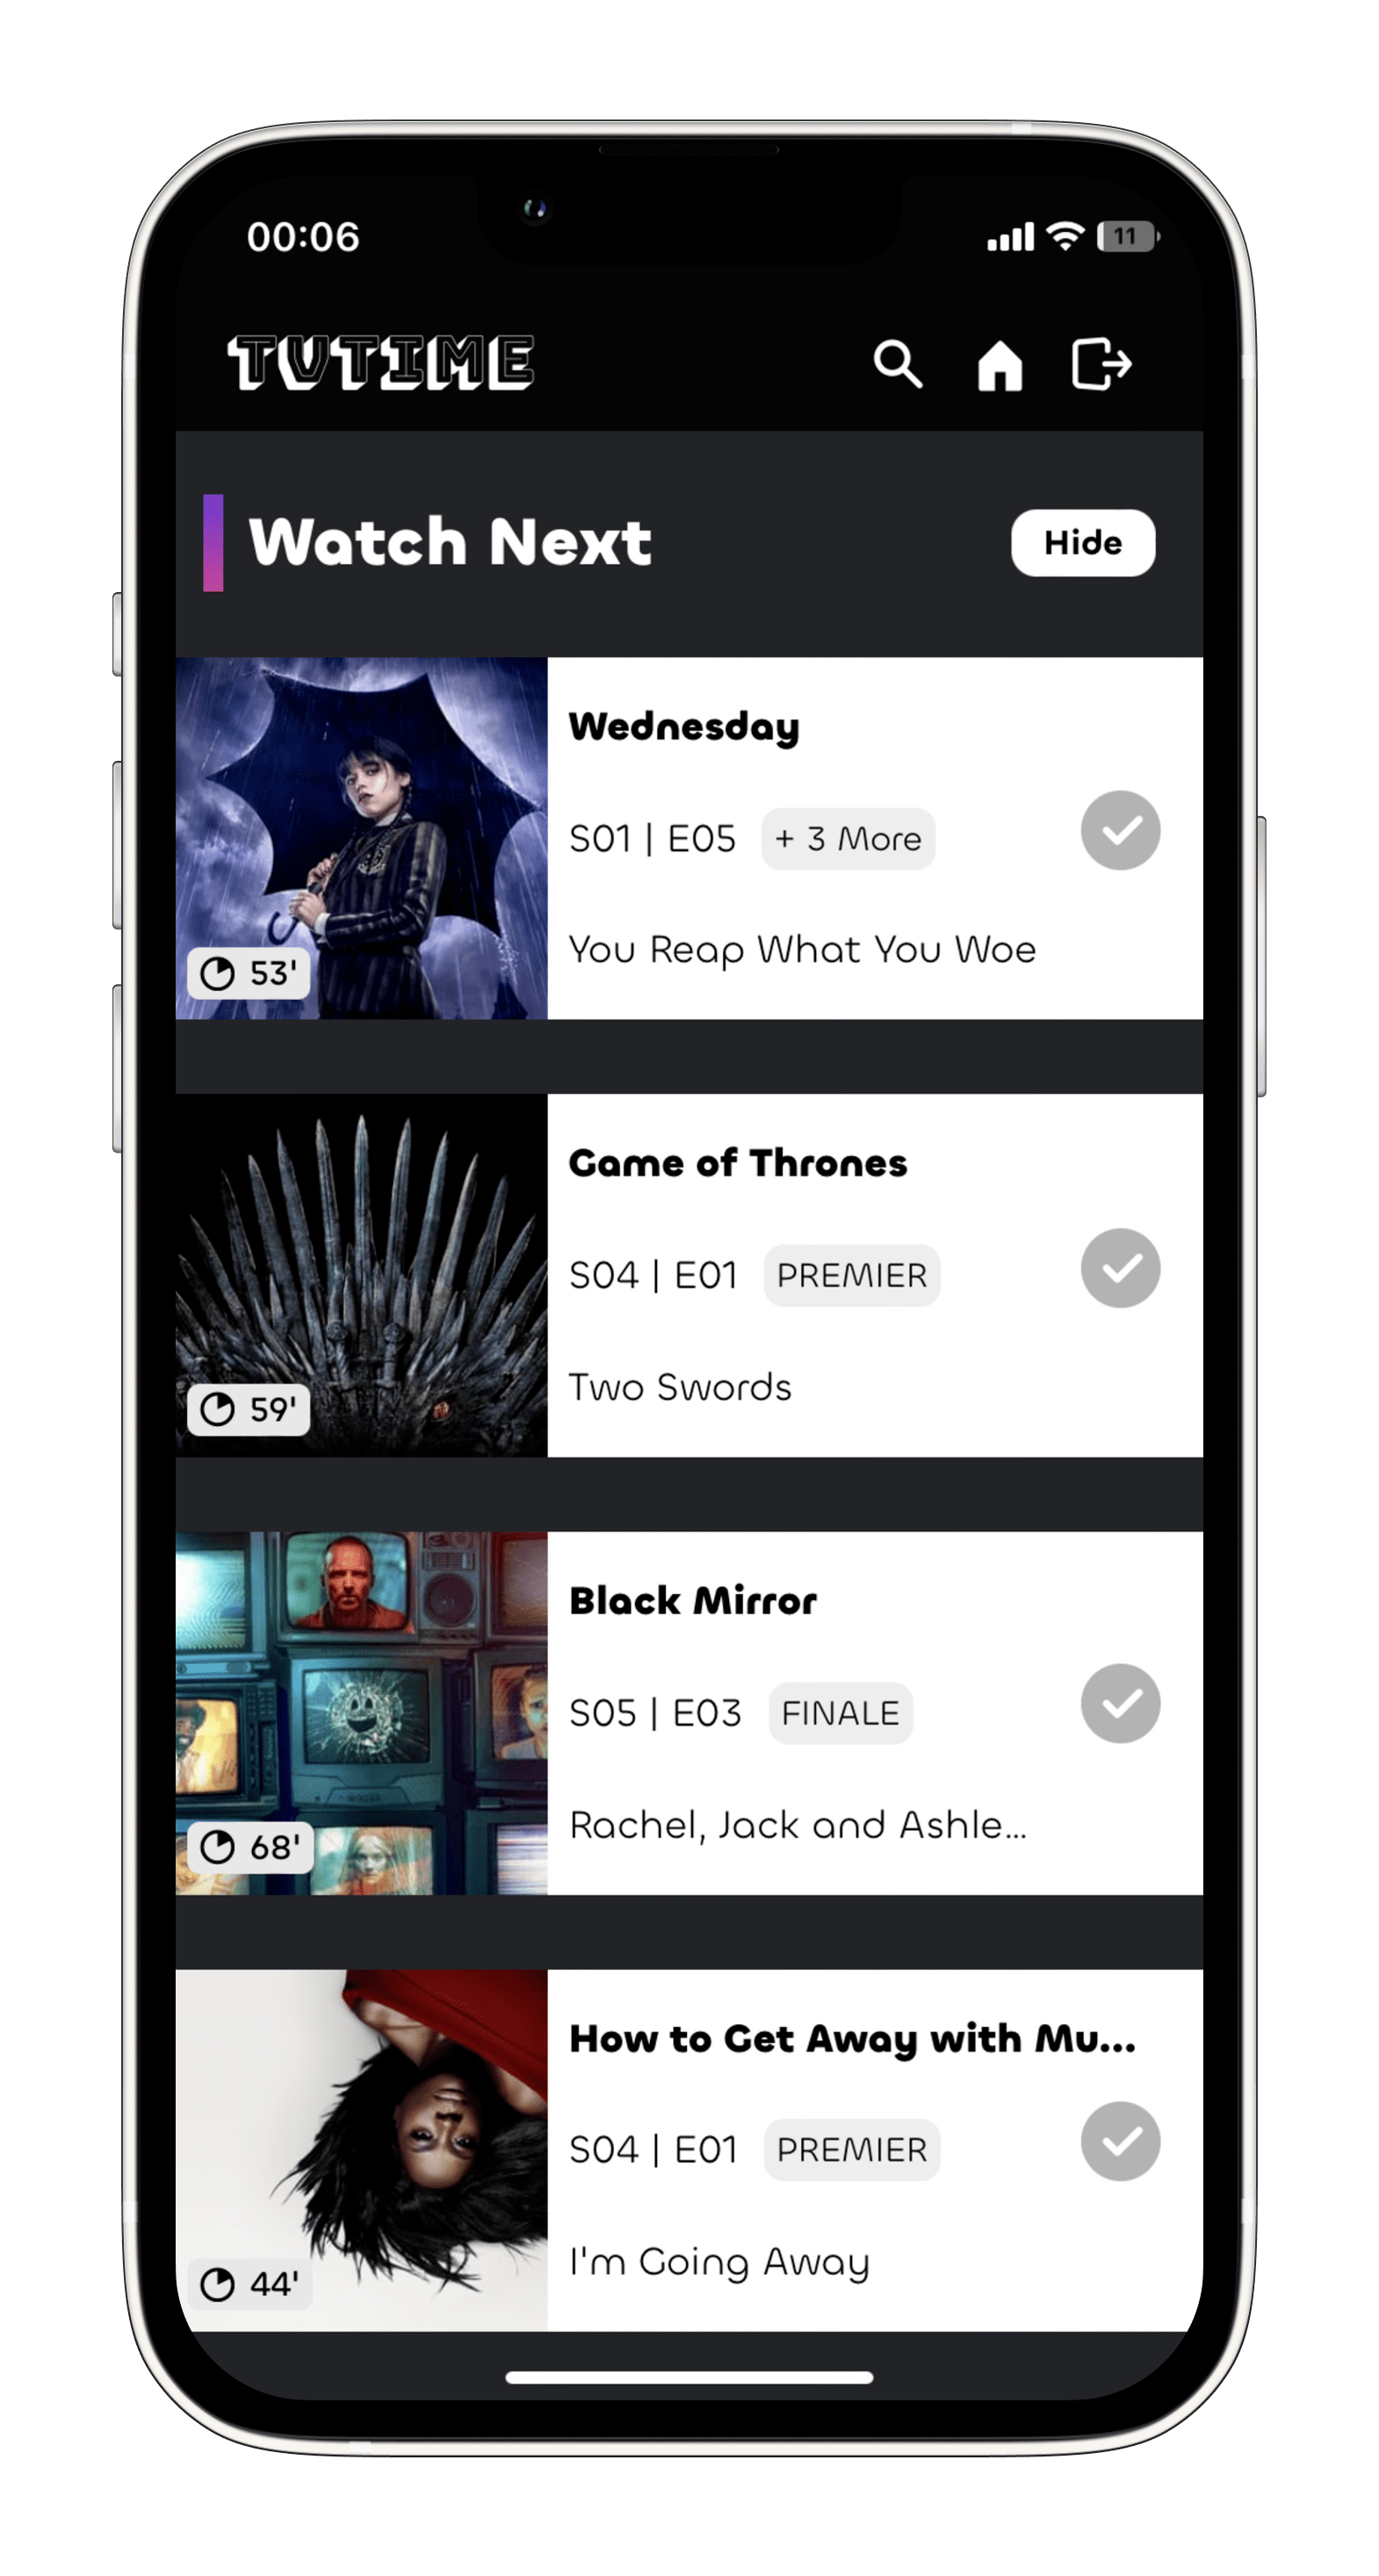 00:06
11
TVTIME
Watch Next
Hide
Wednesday
S01 | E05 + 3 More
You Reap What You Woe
53'
Game of Thrones
S04 | E01 PREMIER
Two Swords
59'
Black Mirror
S05 | E03 FINALE
Rachel, Jack and Ashle...
68'
How to Get Away with Mu...
S04 | E01 PREMIER
I'm Going Away
44'